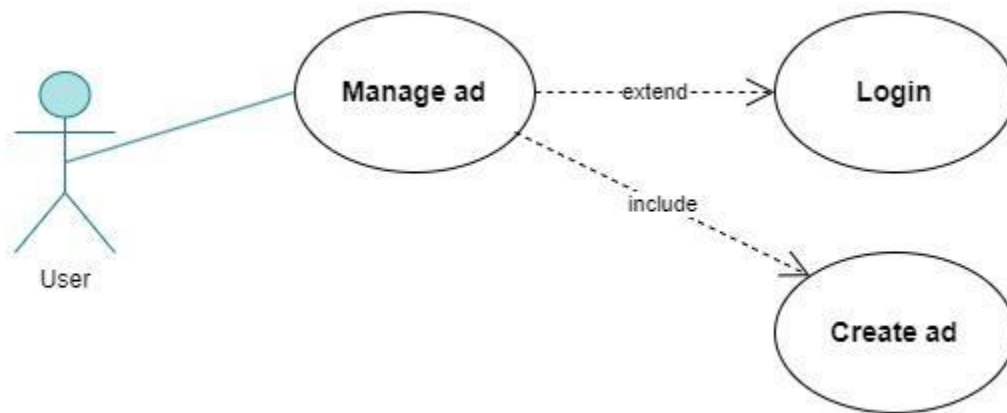 Manage ad
extend
Login
include
User
Create ad